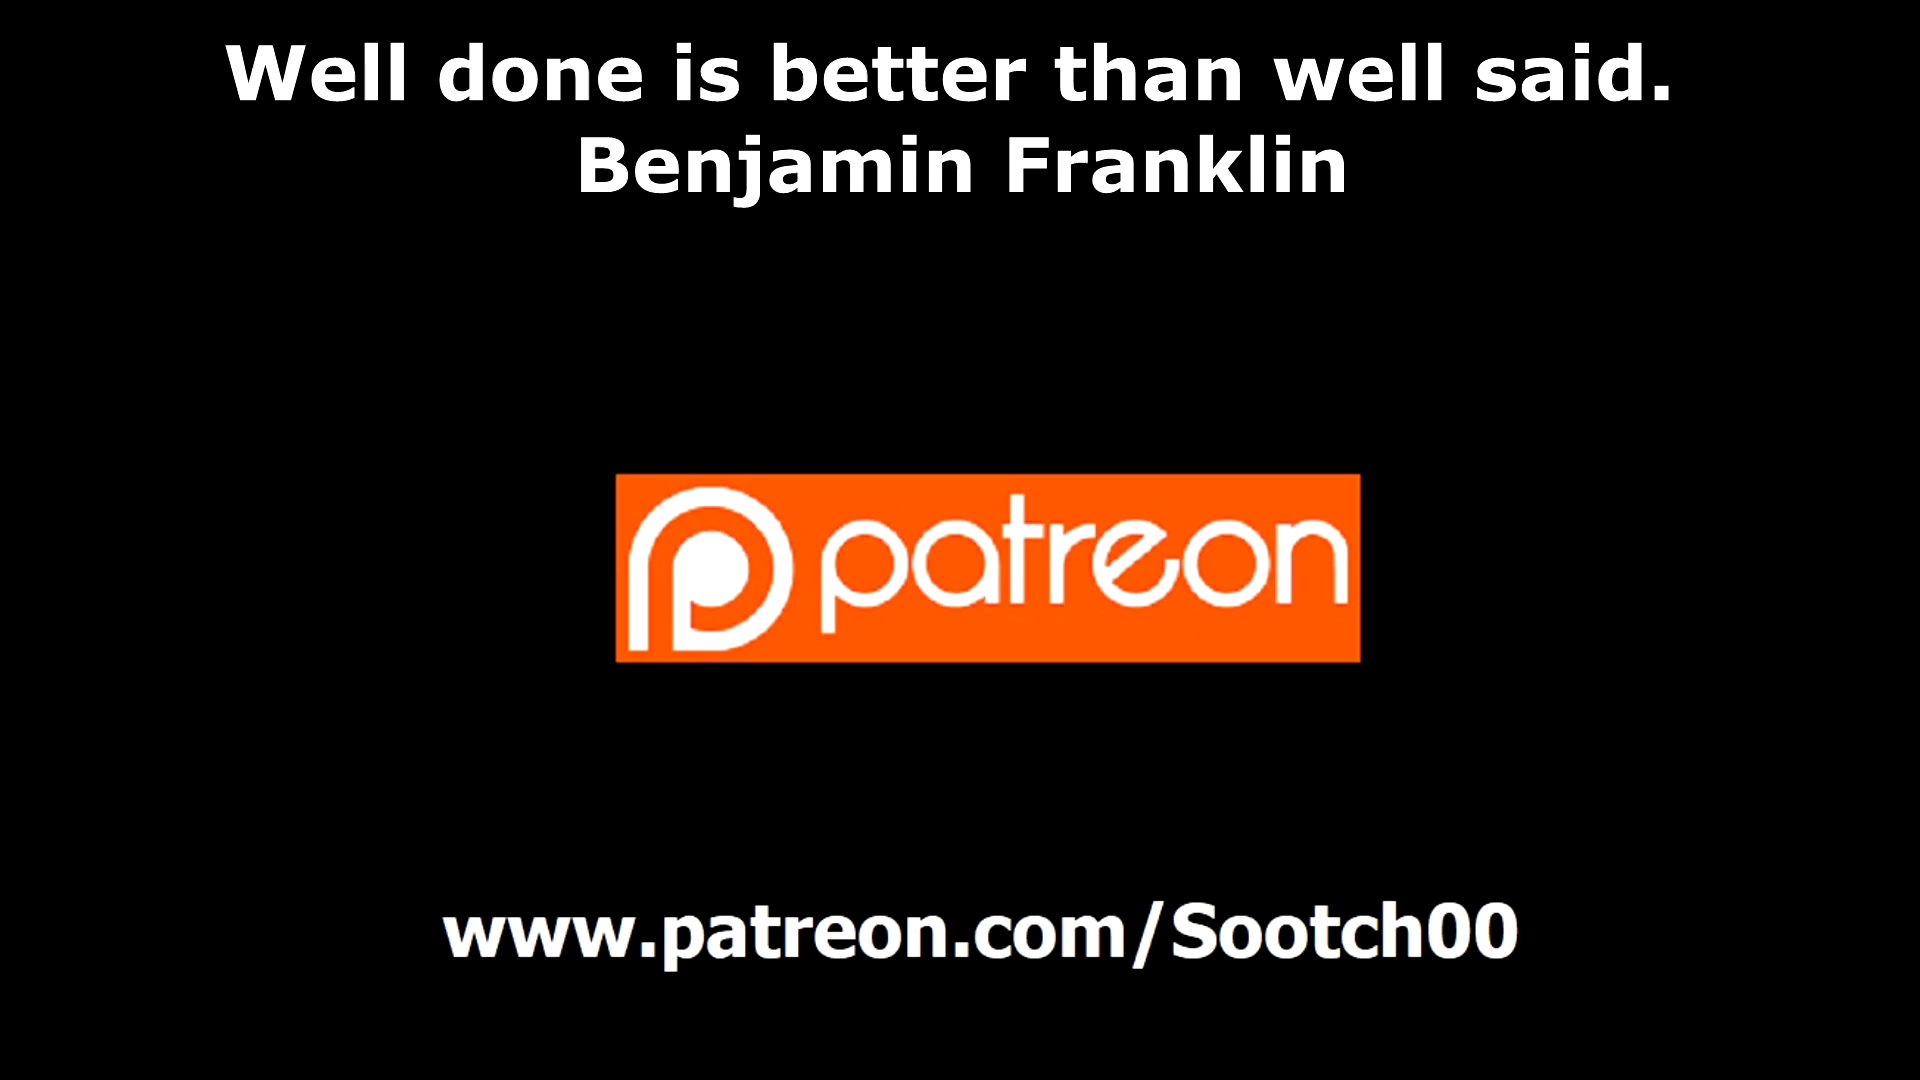 Well done is better than well said.
Benjamin Franklin
patreon
www.patreon.com/Sootch00